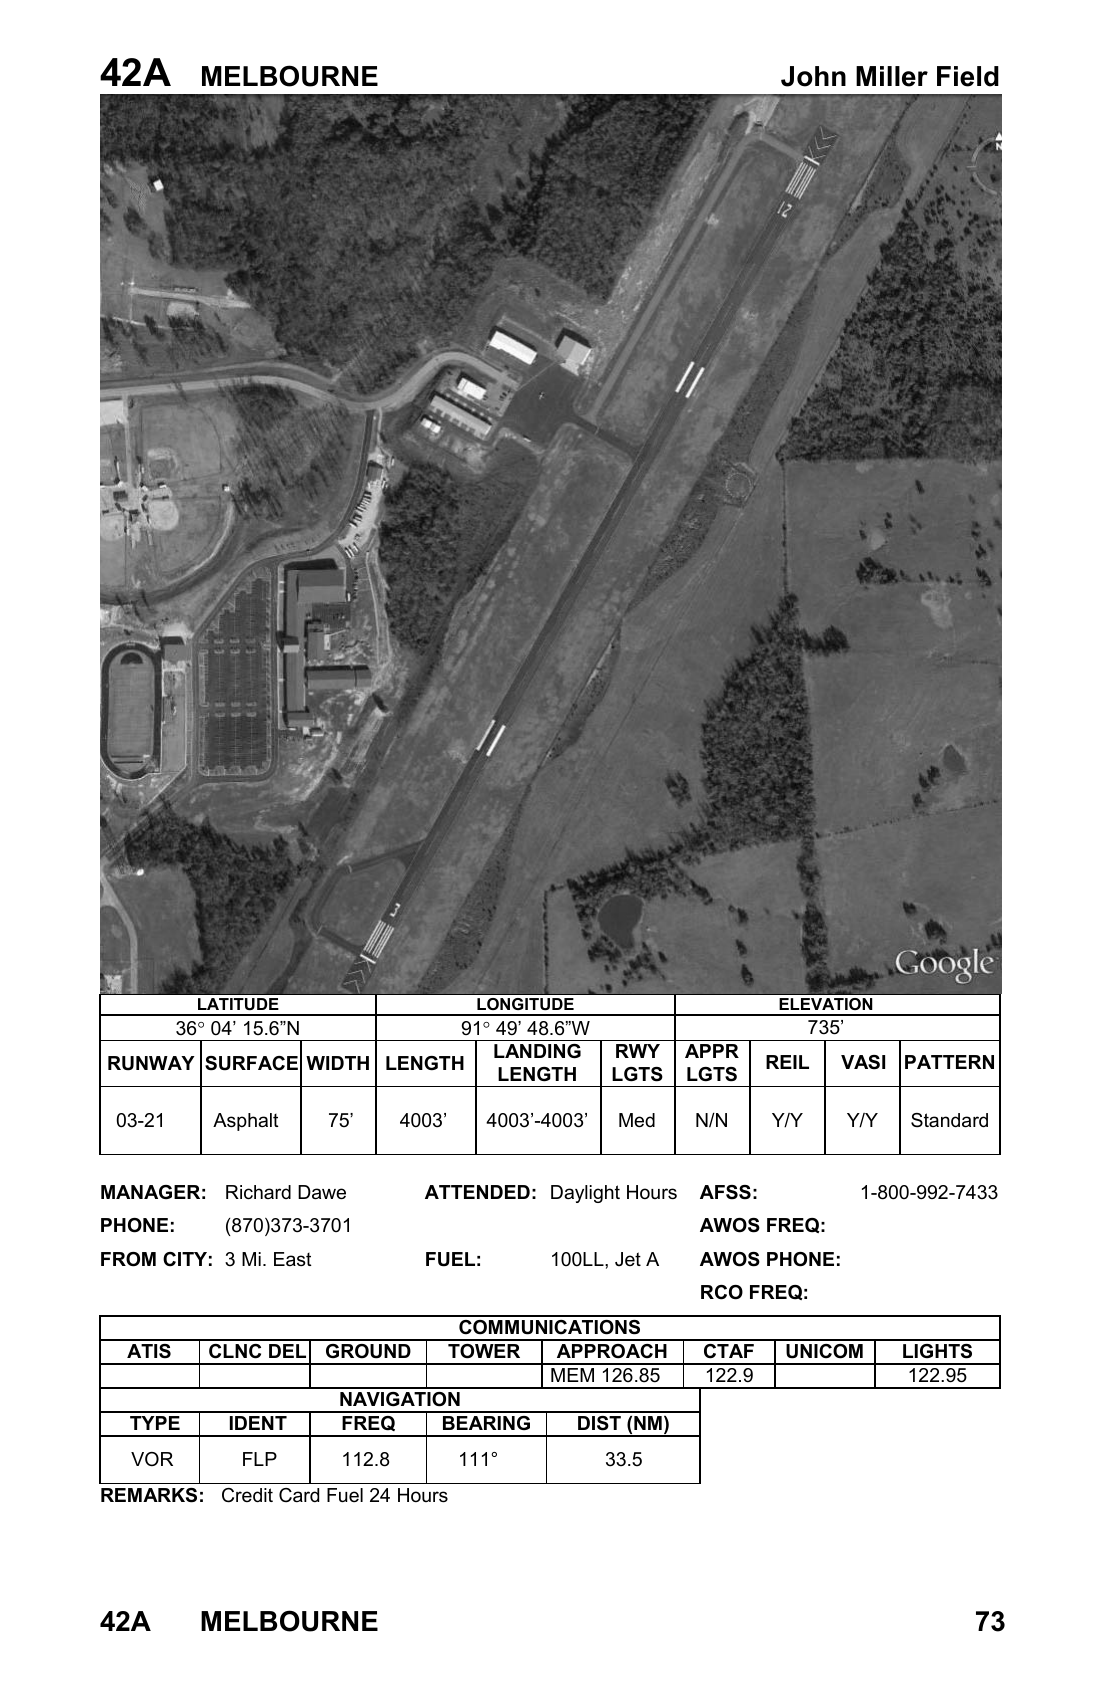 42A MELBOURNE John Miller Field
N
21
3
Google
LATITUDE LONGITUDE ELEVATION
36° 04’ 15.6”N 91° 49’ 48.6”W 735’
RUNWAY SURFACE WIDTH LENGTH LANDING LENGTH RWY LGTS APPR LGTS REIL VASI PATTERN
03-21 Asphalt 75’ 4003’ 4003’-4003’ Med N/N Y/Y Y/Y Standard
MANAGER: Richard Dawe ATTENDED: Daylight Hours AFSS: 1-800-992-7433
PHONE: (870)373-3701 AWOS FREQ:
FROM CITY: 3 Mi. East FUEL: 100LL, Jet A AWOS PHONE:
RCO FREQ:
COMMUNICATIONS
ATIS CLNC DEL GROUND TOWER APPROACH CTAF UNICOM LIGHTS
MEM 126.85 122.9 122.95
NAVIGATION
TYPE IDENT FREQ BEARING DIST (NM)
VOR FLP 112.8 111° 33.5
REMARKS: Credit Card Fuel 24 Hours
42A MELBOURNE 73